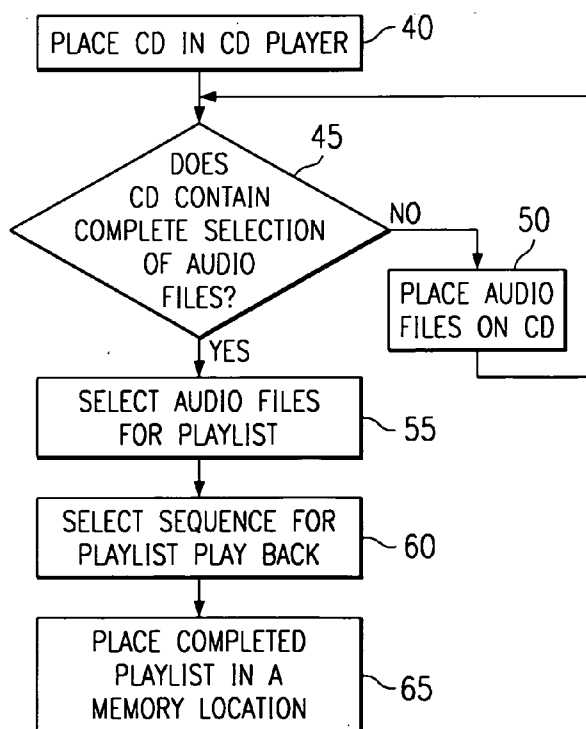 PLACE CD IN CD PLAYER
40
DOES
CD CONTAIN
COMPLETE SELECTION
OF AUDIO
FILES?
45
NO
50
PLACE AUDIO
FILES ON CD
YES
SELECT AUDIO FILES
FOR PLAYLIST
55
SELECT SEQUENCE FOR
PLAYLIST PLAY BACK
60
PLACE COMPLETED
PLAYLIST IN A
MEMORY LOCATION
65